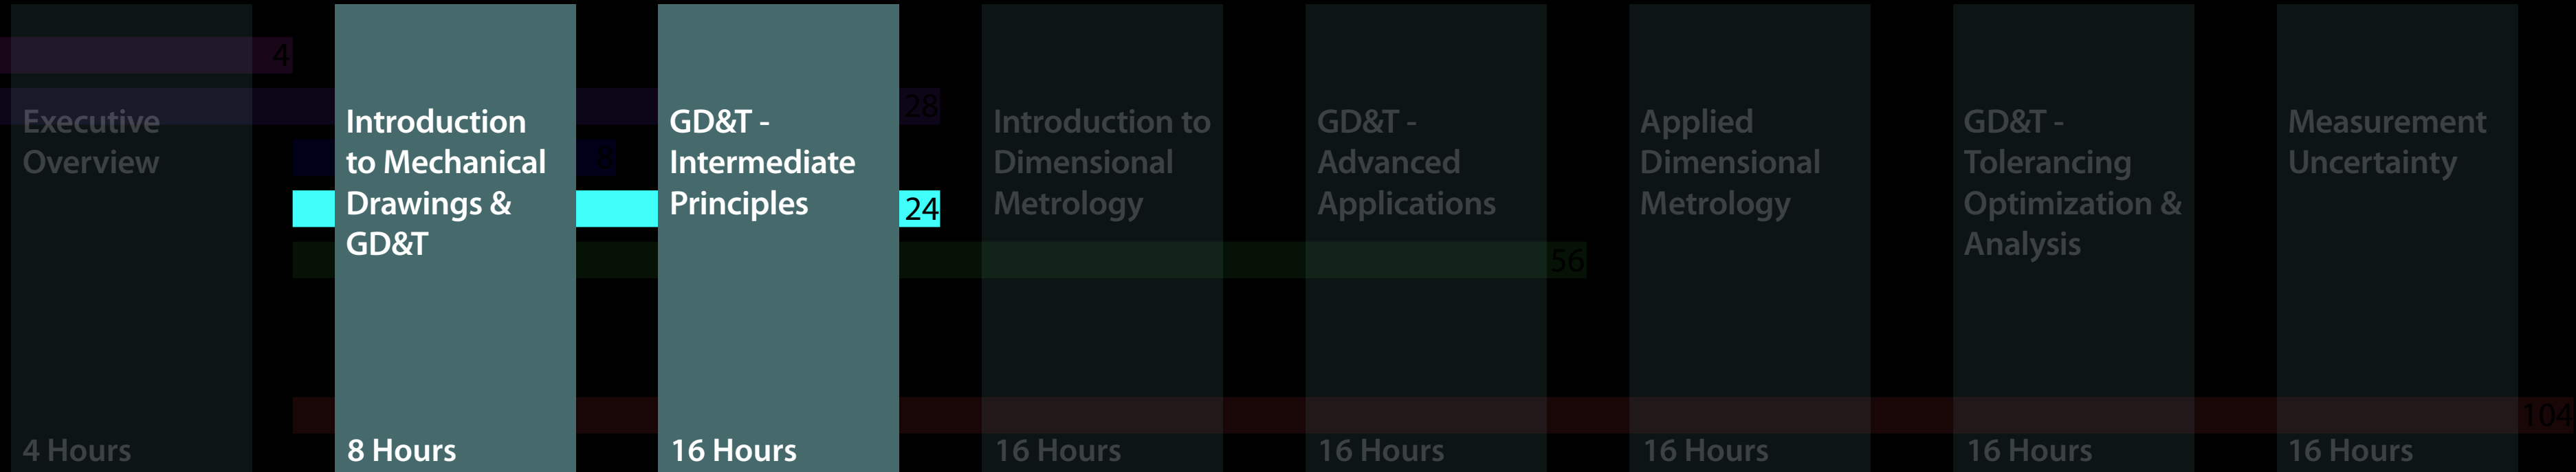 4
28
8
24
56
104
Executive
Overview
4 Hours
Introduction
to Mechanical
Drawings &
GD&T
8 Hours
GD&T -
Intermediate
Principles
16 Hours
Introduction to
Dimensional
Metrology
16 Hours
GD&T -
Advanced
Applications
16 Hours
Applied
Dimensional
Metrology
16 Hours
GD&T -
Tolerancing
Optimization &
Analysis
16 Hours
Measurement
Uncertainty
16 Hours